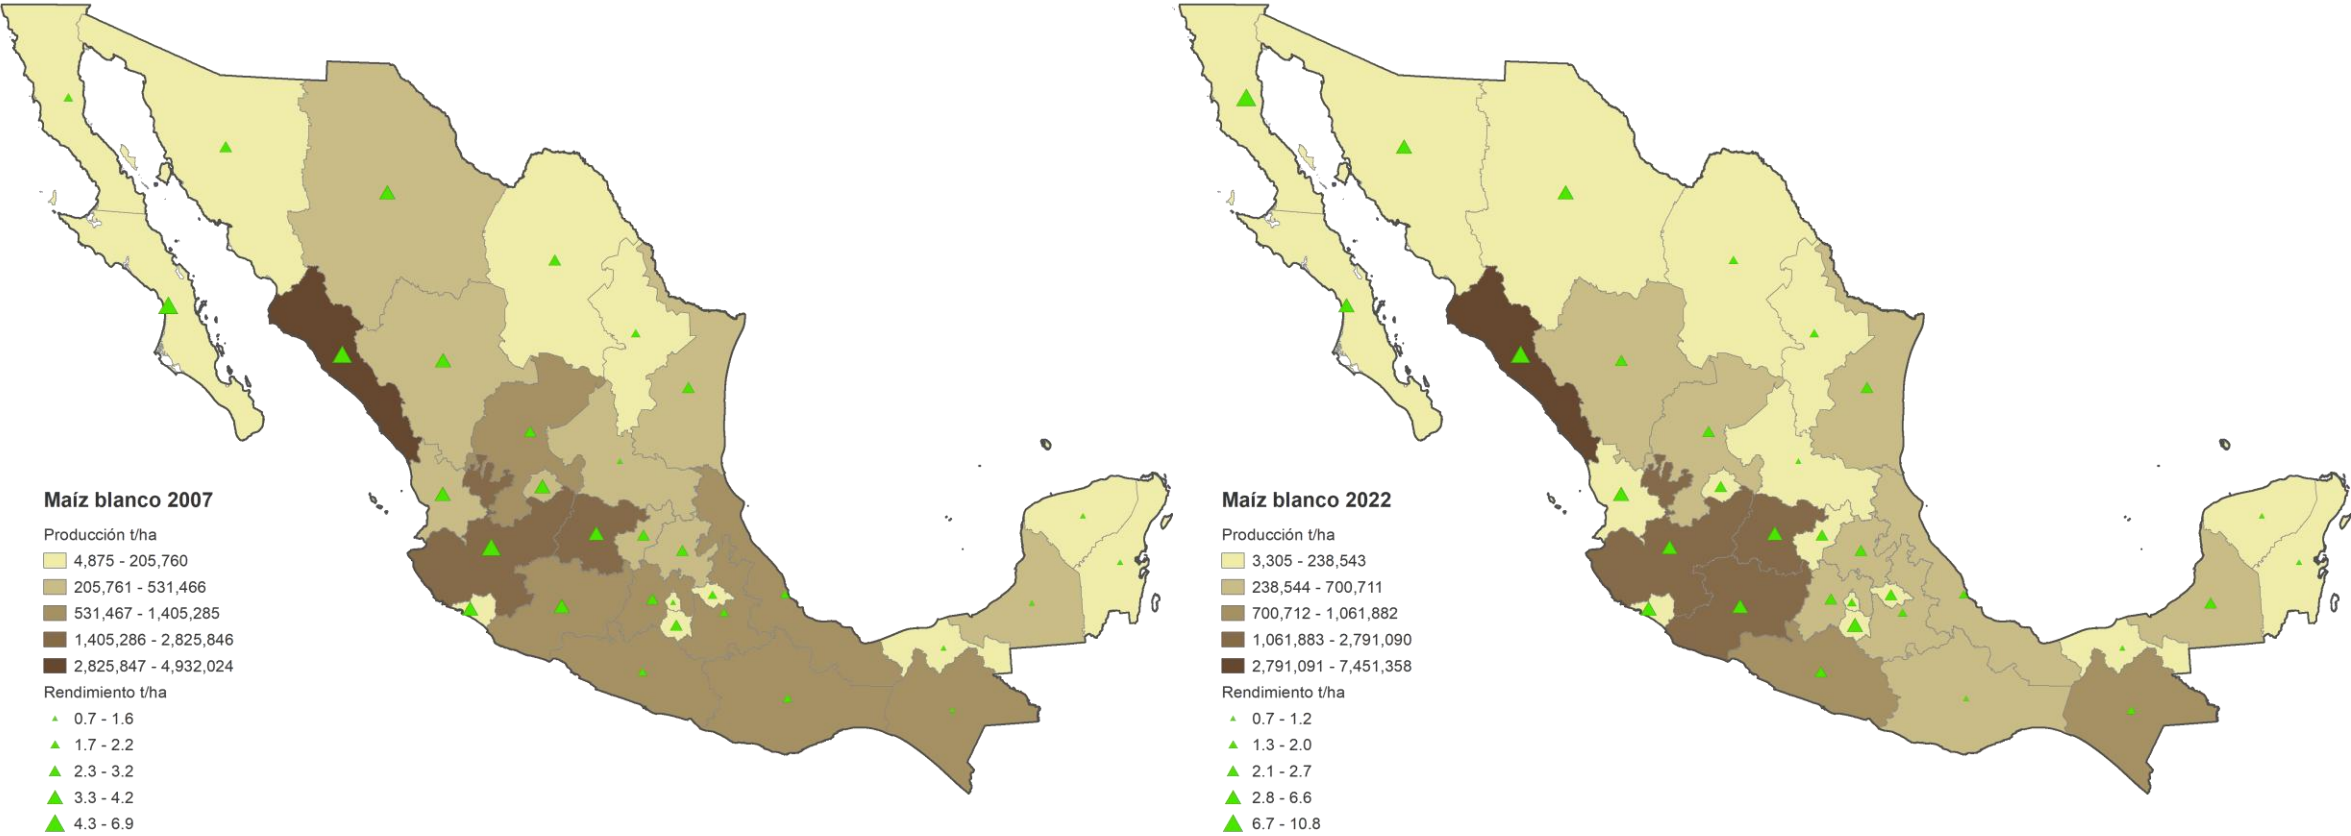 Maíz blanco 2007
Producción t/ha
4,875 - 205,760
205,761 - 531,466
531,467 - 1,405,285
1,405,286 - 2,825,846
2,825,847 - 4,932,024
Rendimiento t/ha
0.7 - 1.6
1.7 - 2.2
2.3 - 3.2
3.3 - 4.2
4.3 - 6.9
Maíz blanco 2022
Producción t/ha
3,305 - 238,543
238,544 - 700,711
700,712 - 1,061,882
1,061,883 - 2,791,090
2,791,091 - 7,451,358
Rendimiento t/ha
0.7 - 1.2
1.3 - 2.0
2.1 - 2.7
2.8 - 6.6
6.7 - 10.8